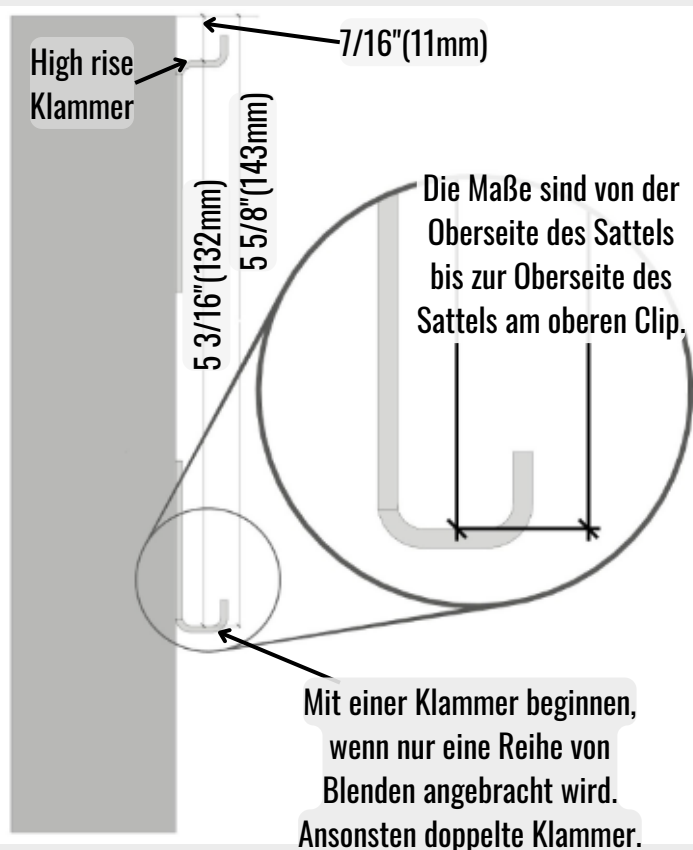 7/16"(11mm)
High rise
Klammer
5 3/16"(132mm)
5 5/8"(143mm)
Die Maße sind von der
Oberseite des Sattels
bis zur Oberseite des
Sattels am oberen Clip.
Mit einer Klammer beginnen,
wenn nur eine Reihe von
Blenden angebracht wird.
Ansonsten doppelte Klammer.